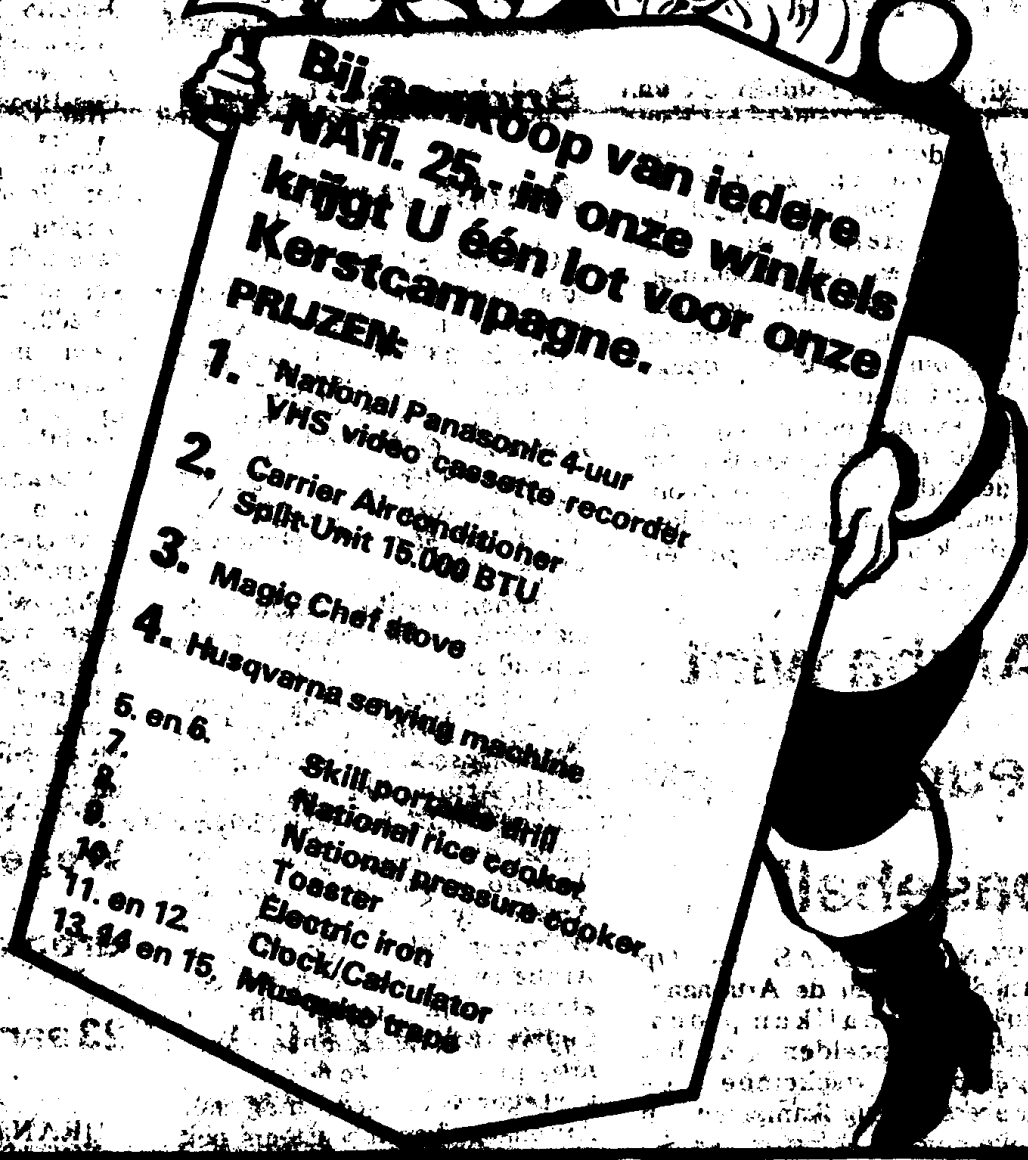 Bij aankoop van iedere
NAfl. 25,- in onze winkels
krijgt U één lot voor onze
Kerstcampagne.
PRIJZEN:
1. National Panasonic 4-uur
VHS video cassette recorder
2. Carrier Airconditioner
Split-Unit 15.000 BTU
3. Magic Chef stove
4. Husqvarna sewing machine
5. en 6. Skill portable drill
7. National rice cooker
8. National pressure cooker
9. Toaster
10. Electric iron
11. en 12. Clock/Calculator
13. 14 en 15. Musquito traps